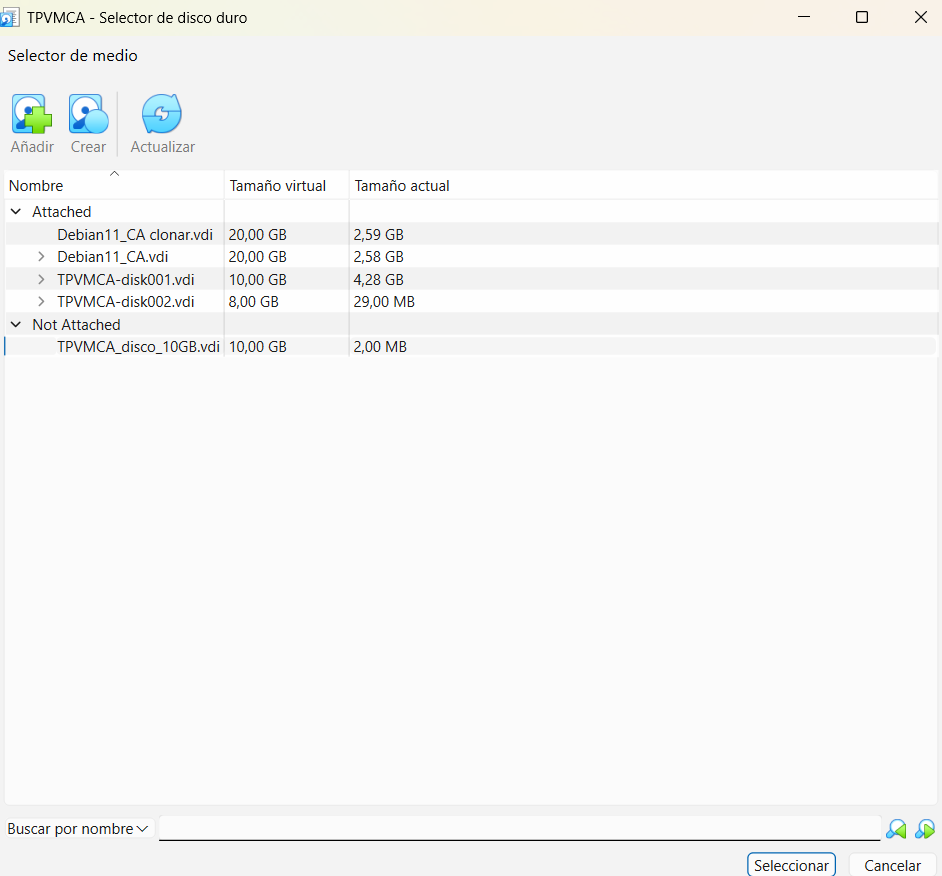 TPVMCA - Selector de disco duro
Selector de medio
Añadir Crear Actualizar
Nombre Tamaño virtual Tamaño actual
Attached
Debian11_CA clonar.vdi 20,00 GB 2,59 GB
Debian11_CA.vdi 20,00 GB 2,58 GB
TPVMCA-disk001.vdi 10,00 GB 4,28 GB
TPVMCA-disk002.vdi 8,00 GB 29,00 MB
Not Attached
TPVMCA_disco_10GB.vdi 10,00 GB 2,00 MB
Buscar por nombre
Seleccionar Cancelar